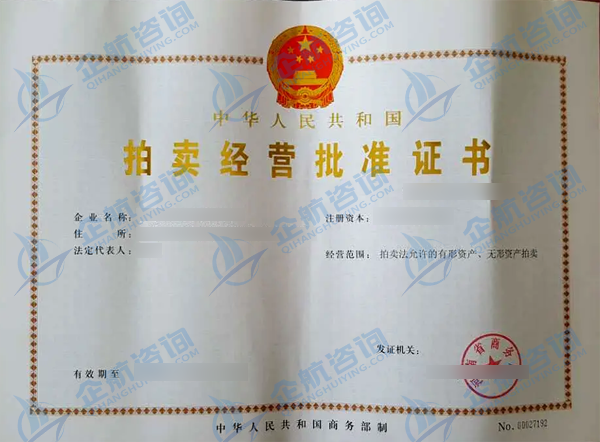 中华人民共和国
拍卖经营批准证书
企业名称:
注册资本:
住 所:
法定代表人:
经营范围: 拍卖法允许的有形资产、无形资产拍卖
发证机关:
省商务
有效期至
中华人民共和国商务部制
No. 00027192
企航咨询
QIHANGHUIYING.COM